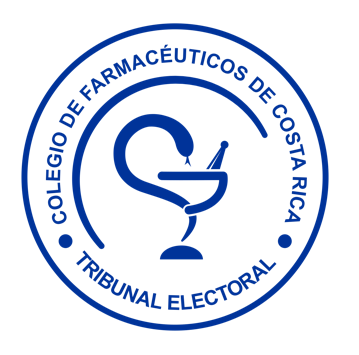 COLEGIO DE FARMACÉUTICOS DE COSTA RICA
TRIBUNAL ELECTORAL